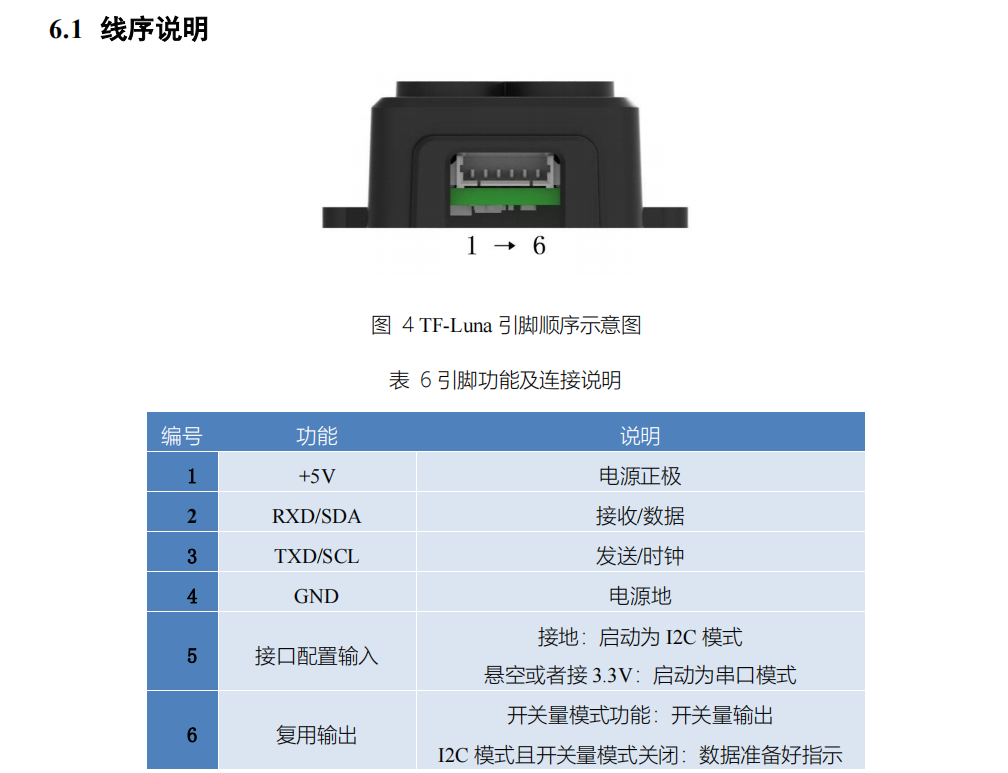 6.1 线序说明
1 → 6
图 4 TF-Luna 引脚顺序示意图
表 6 引脚功能及连接说明
编号 功能 说明
1 +5V 电源正极
2 RXD/SDA 接收/数据
3 TXD/SCL 发送/时钟
4 GND 电源地
5 接口配置输入 接地：启动为 I2C 模式
悬空或者接 3.3V：启动为串口模式
6 复用输出 开关量模式功能：开关量输出
I2C 模式且开关量模式关闭：数据准备好指示